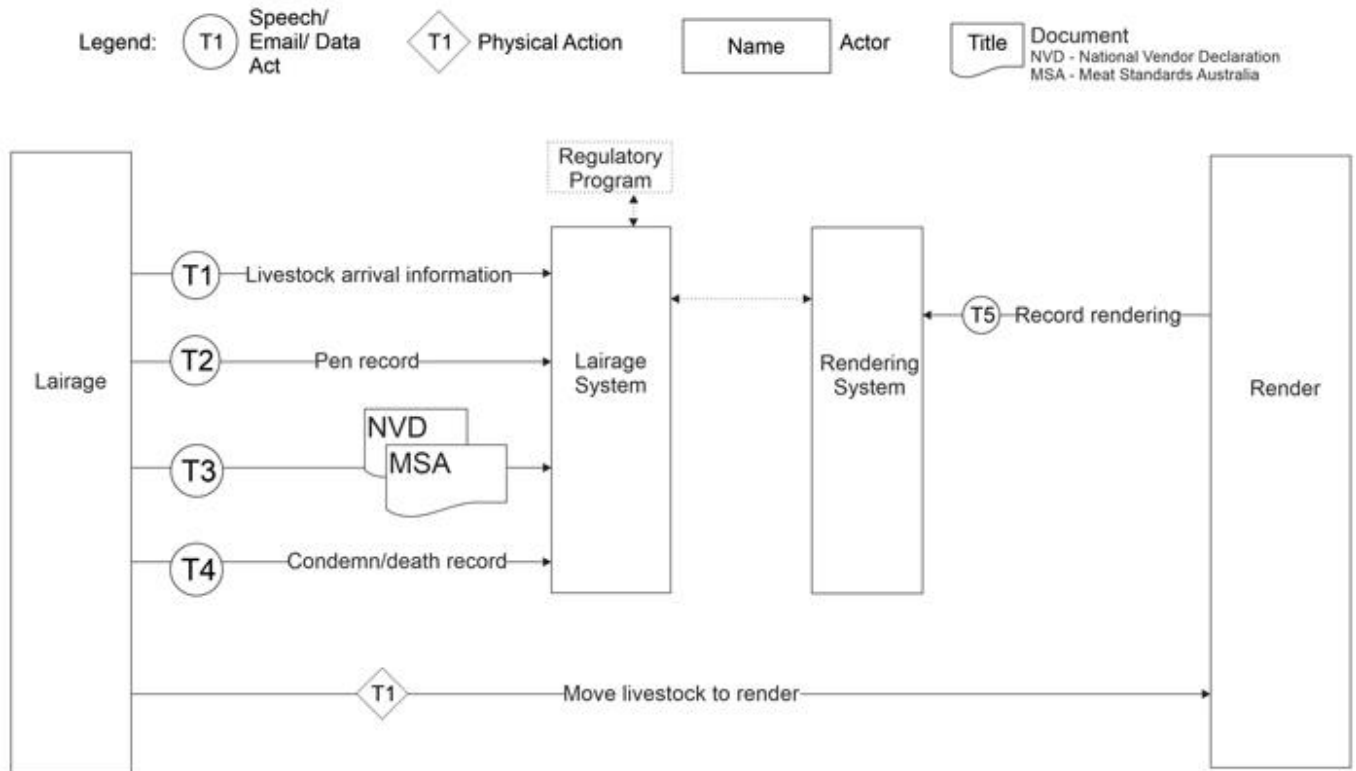 Legend:
T1
Speech/
Email/ Data
Act
T1
Physical Action
Name
Actor
Title
Document
NVD - National Vendor Declaration
MSA - Meat Standards Australia
Regulatory
Program
Lairage
T1
Livestock arrival information
T2
Pen record
T3
NVD
MSA
T4
Condemn/death record
Lairage
System
Rendering
System
T5
Record rendering
Render
T1
Move livestock to render